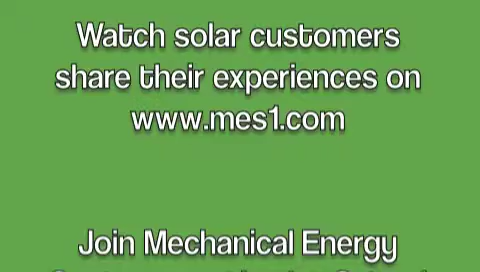 Watch solar customers
share their experiences on
www.mes1.com
Join Mechanical Energy